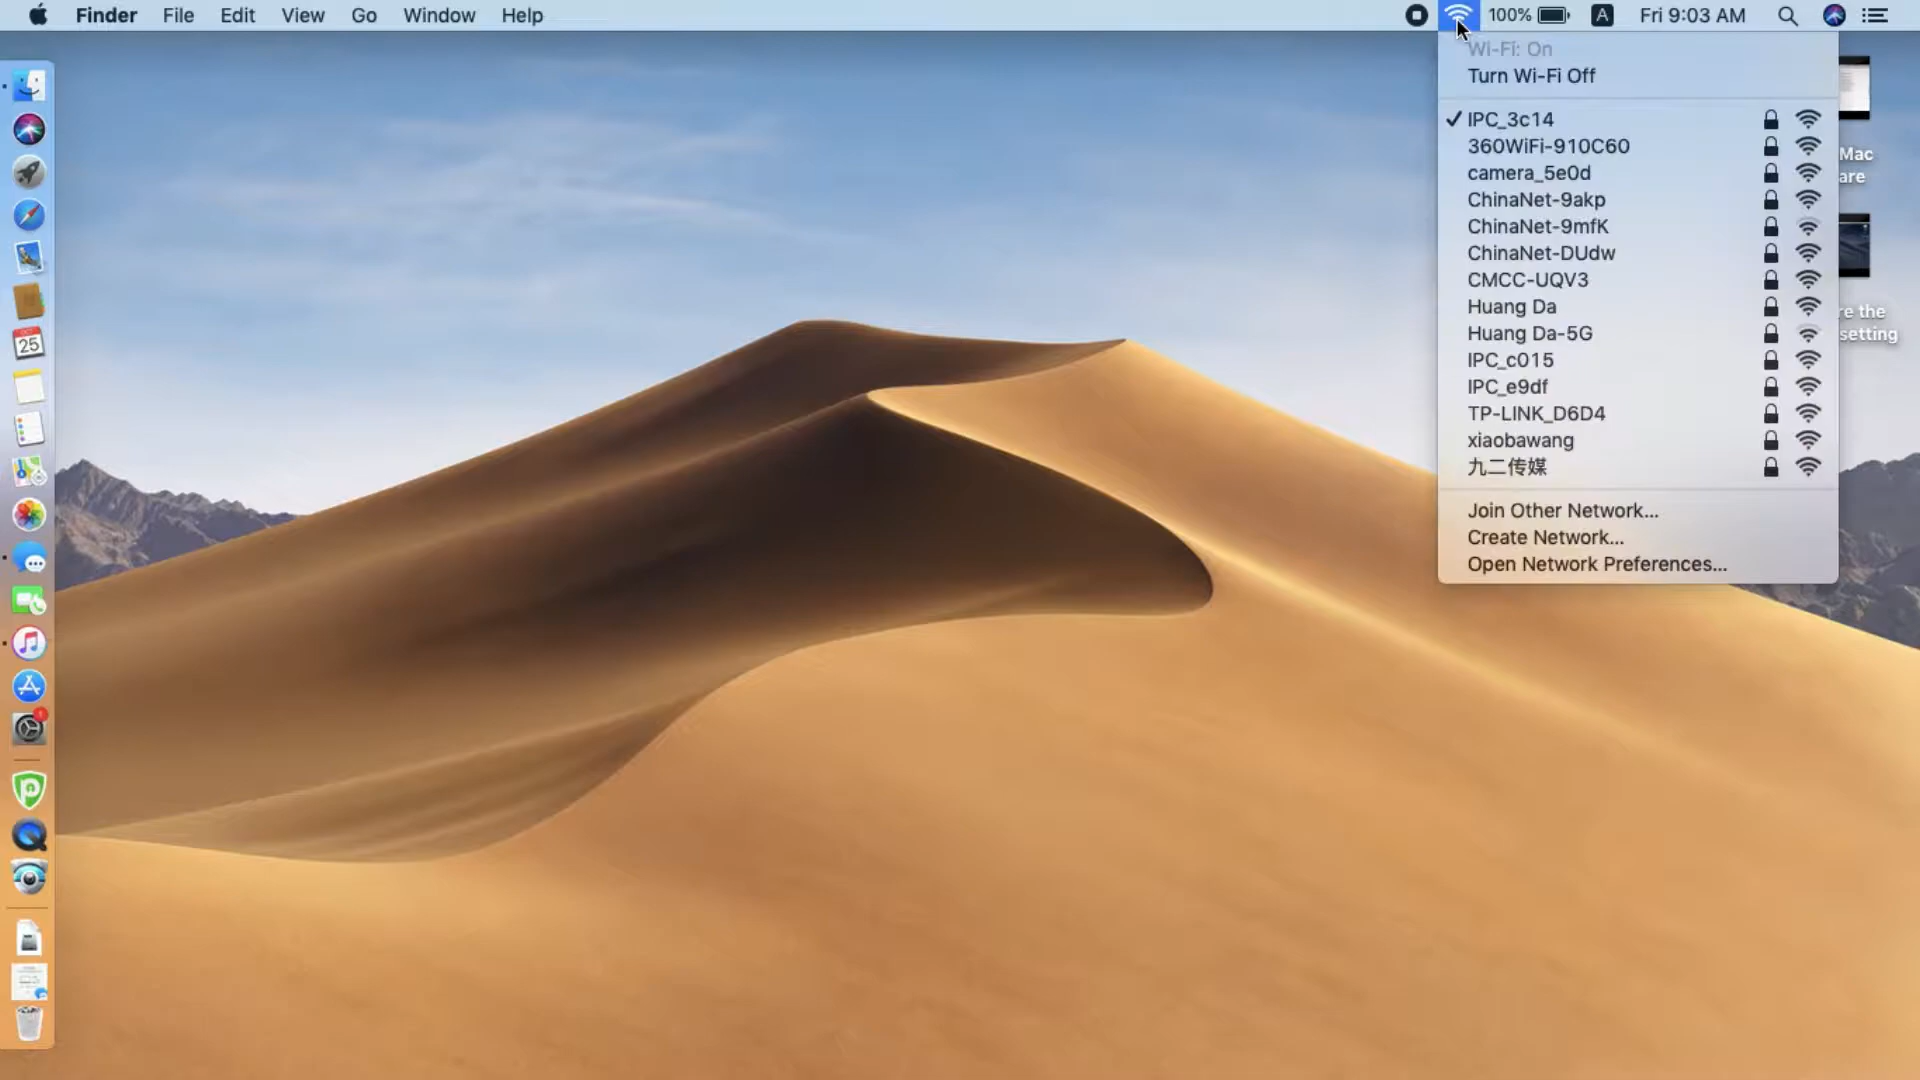 Finder File Edit View Go Window Help 100% A Fri 9:03 AM
Wi-Fi: On
Turn Wi-Fi Off
IPC_3c14
360WiFi-910C60
camera_5e0d
ChinaNet-9akp
ChinaNet-9mfK
ChinaNet-DUdw
CMCC-UQV3
Huang Da
Huang Da-5G
IPC_c015
IPC_e9df
TP-LINK_D6D4
xiaobawang
九二传媒
Join Other Network...
Create Network...
Open Network Preferences...
Mac
are
re the
setting
OCT
25